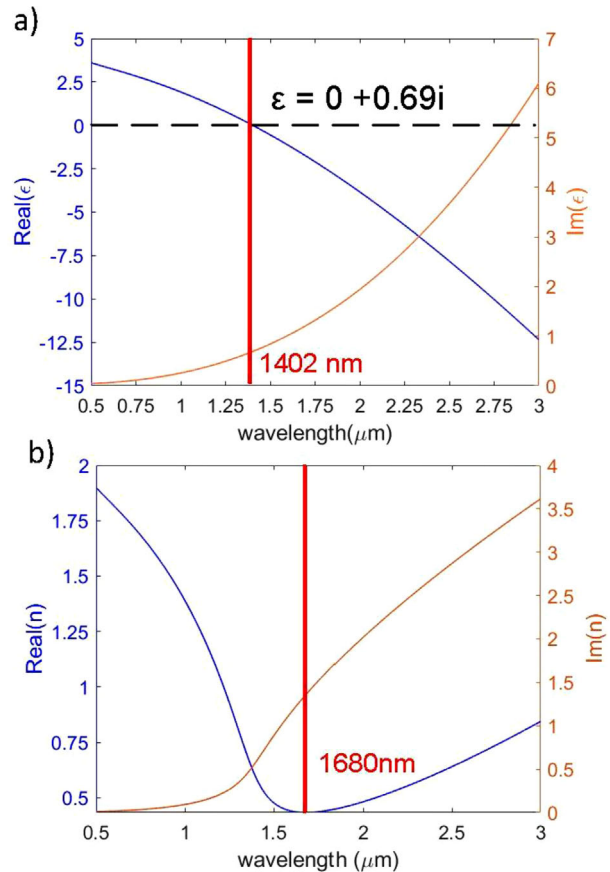 a)
5
2.5
0
-2.5
-5
-7.5
-10
-12.5
-15
Real(ϵ)
ε = 0 +0.69i
1402 nm
7
6
5
4
3
2
1
0
Im(ϵ)
0.5 0.75 1 1.25 1.5 1.75 2 2.25 2.5 2.75 3
wavelength(μm)
b)
2
1.75
1.5
1.25
1
0.75
0.5
Real(n)
1680nm
4
3.5
3
2.5
2
1.5
1
0.5
0
Im(n)
0.5 1 1.5 2 2.5 3
wavelength (μm)